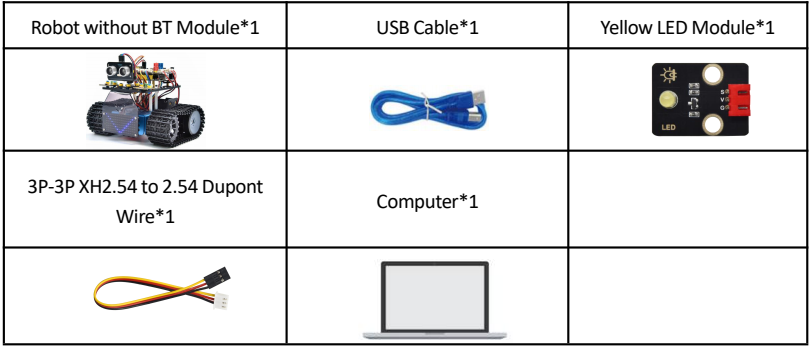 Robot without BT Module*1
USB Cable*1
Yellow LED Module*1
S
V
G
LED
3P-3P XH2.54 to 2.54 Dupont
Wire*1
Computer*1